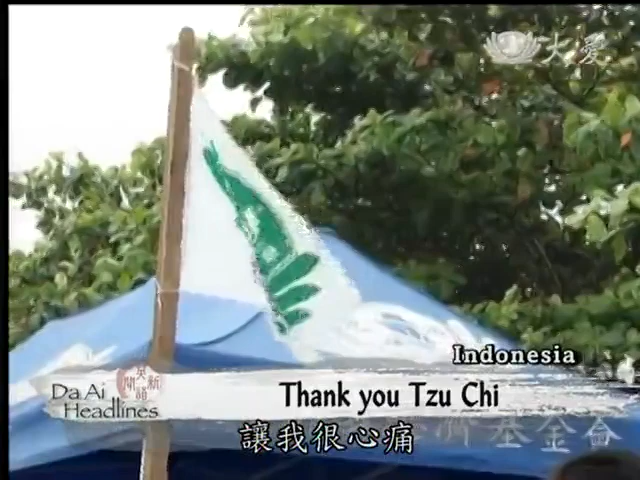 大愛
Indonesia
英語新聞
Da Ai
Headlines
Thank you Tzu Chi
濟基金會
讓我很心痛